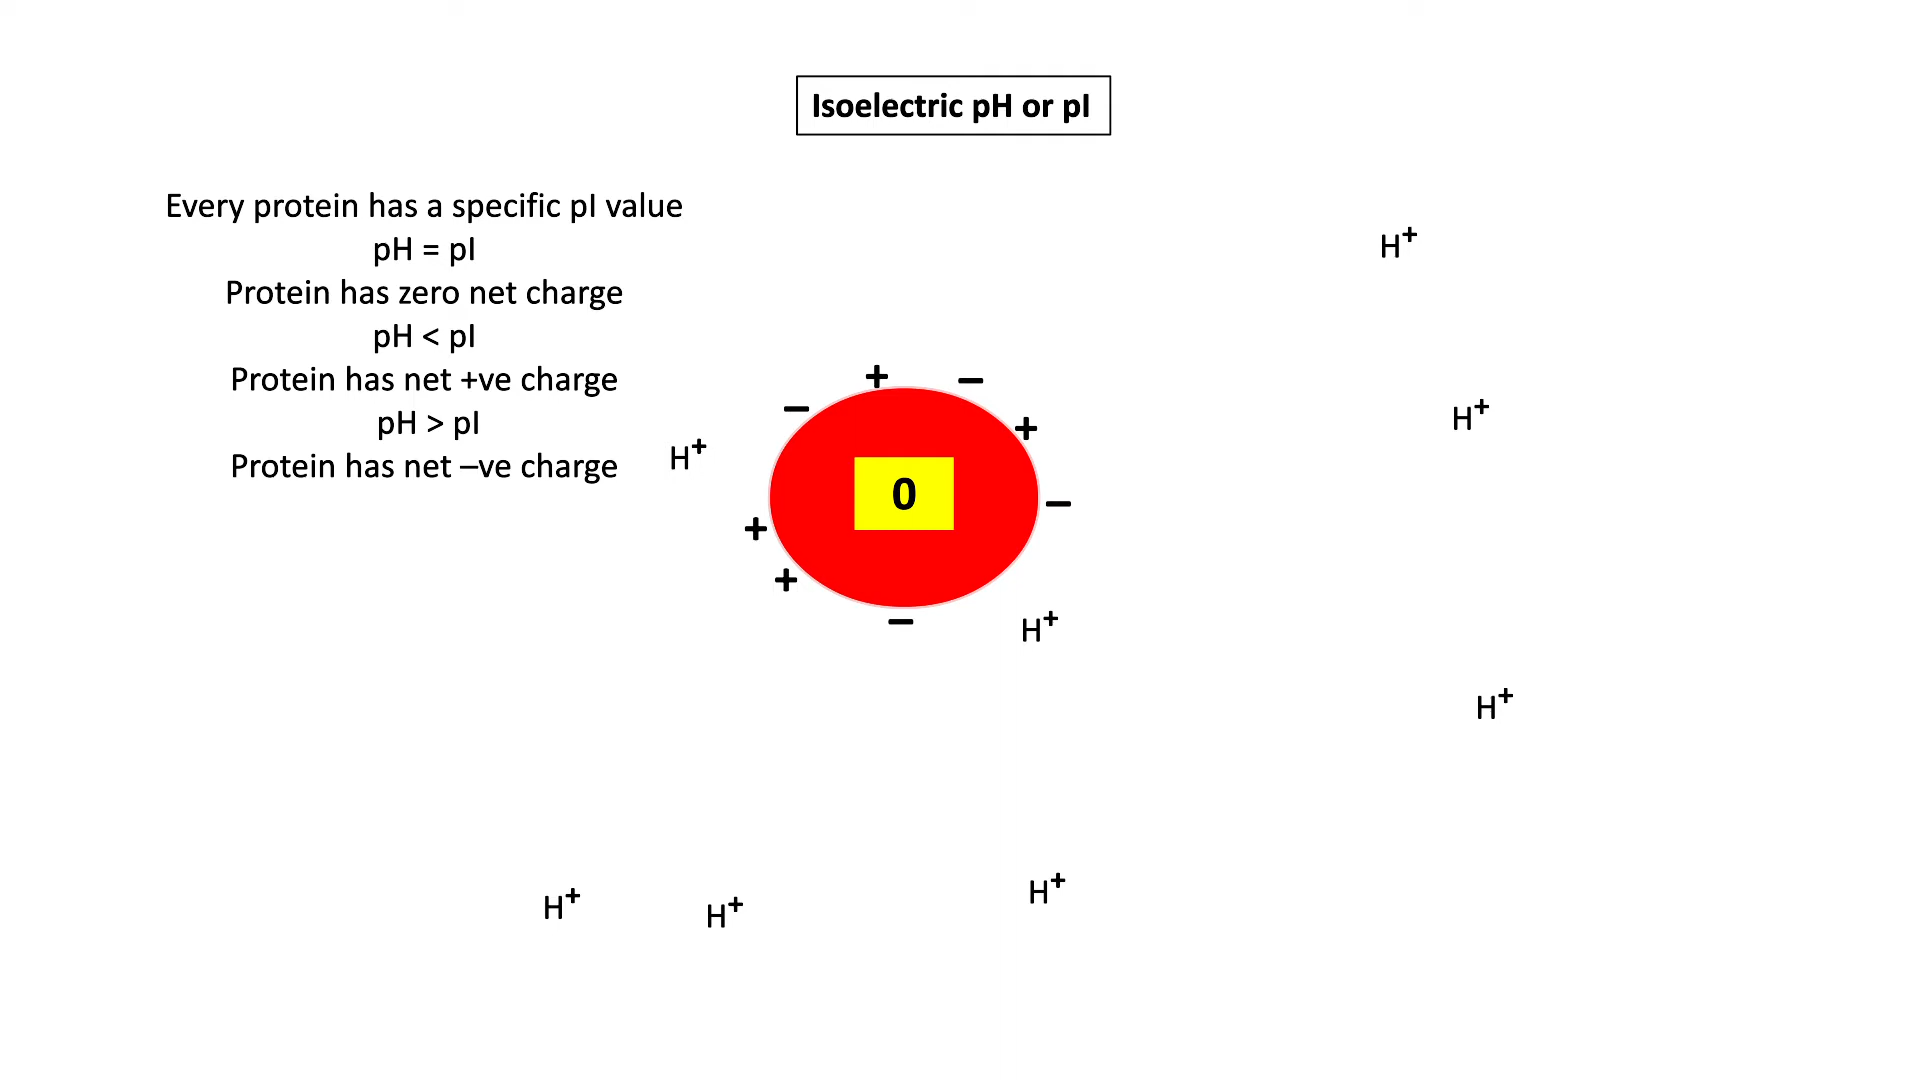 Isoelectric pH or pI
Every protein has a specific pI value
pH = pI
Protein has zero net charge
pH < pI
Protein has net +ve charge
pH > pI
Protein has net –ve charge
H⁺
H⁺
H⁺
+ –
–
+
0
–
+
+
–
H⁺
H⁺
H⁺
H⁺
H⁺